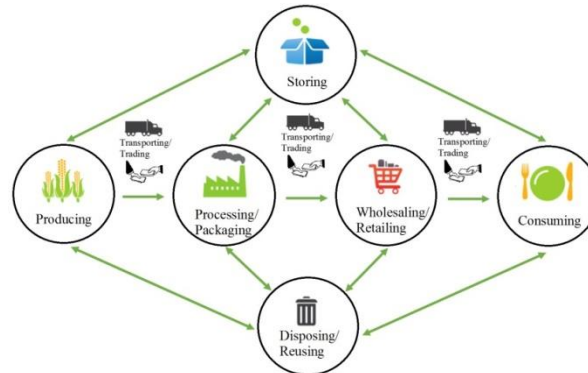 Storing
Transporting/
Trading
Transporting/
Trading
Transporting/
Trading
Producing
Processing/
Packaging
Wholesaling/
Retailing
Consuming
Disposing/
Reusing